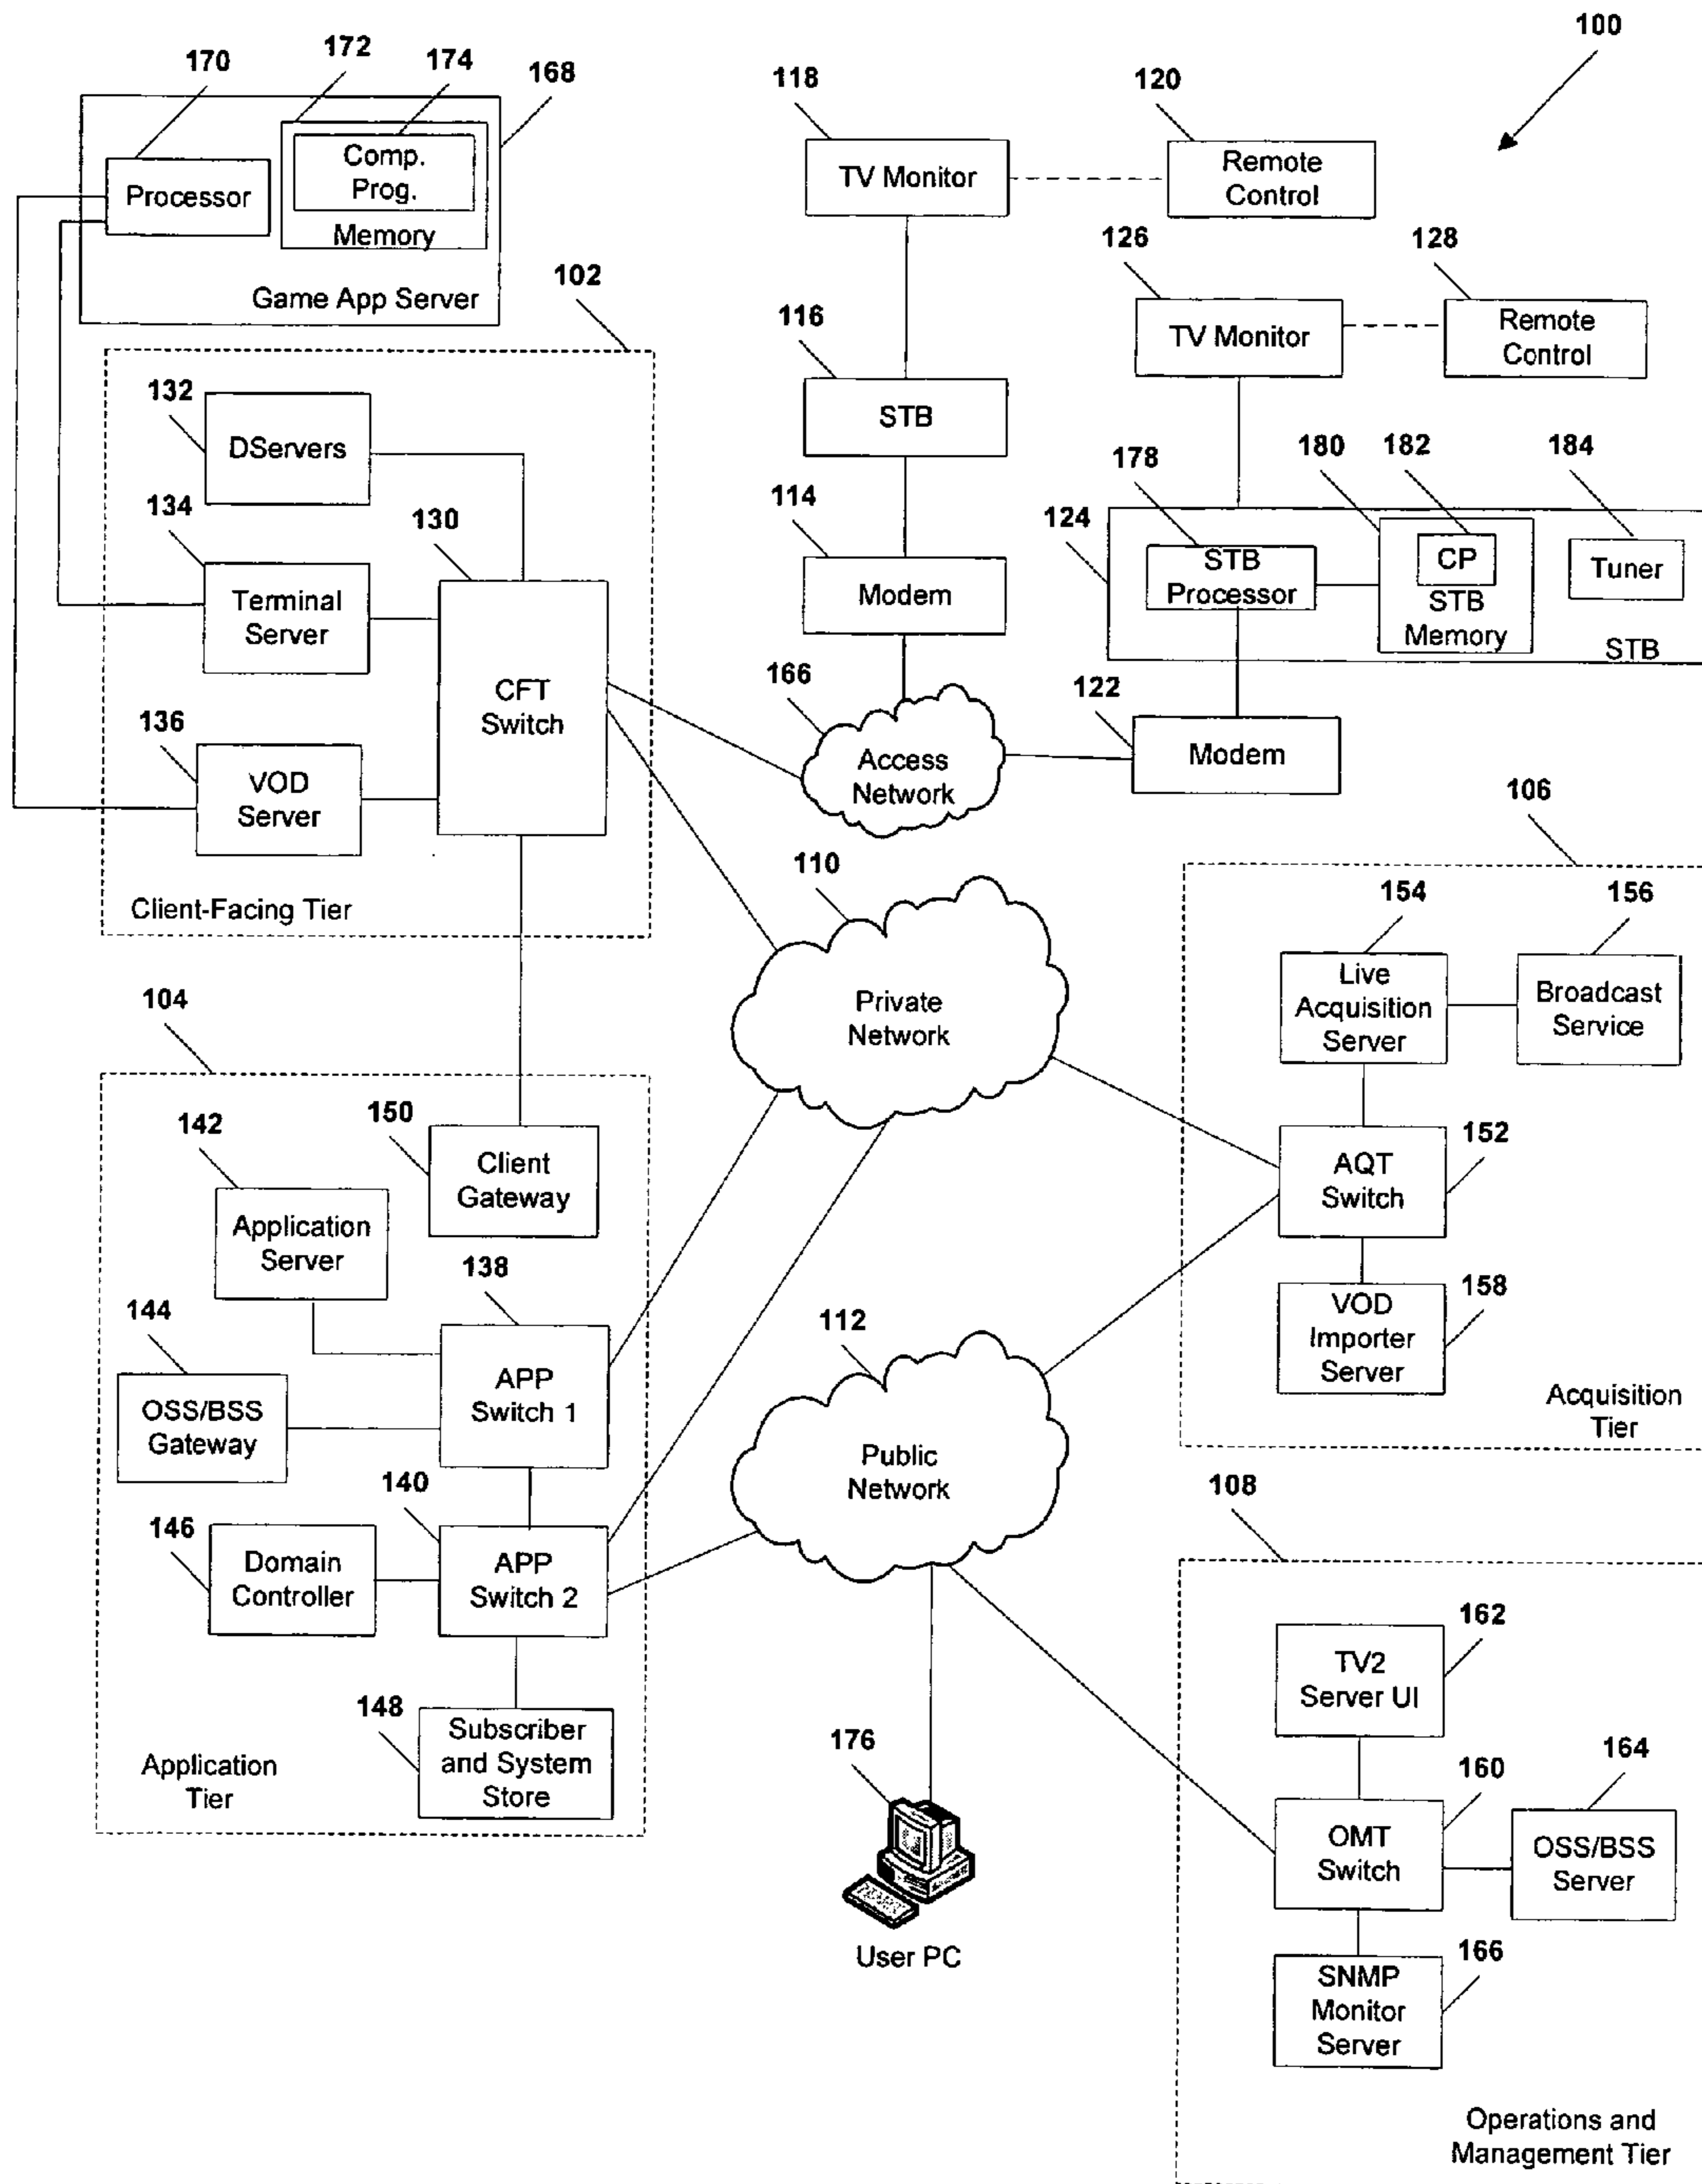 100
170
172
174
168
118
120
Comp.
Prog.
Processor
Memory
Game App Server
TV Monitor
Remote
Control
126
128
TV Monitor
Remote
Control
102
116
STB
132
DServers
134
Terminal
Server
130
CFT
Switch
136
VOD
Server
Client-Facing Tier
114
Modem
178
180
182
184
124
STB
Processor
CP
STB
Memory
Tuner
STB
166
Access
Network
122
Modem
106
110
Private
Network
154
156
Live
Acquisition
Server
Broadcast
Service
152
AQT
Switch
158
VOD
Importer
Server
Acquisition
Tier
104
150
Client
Gateway
142
Application
Server
138
144
APP
Switch 1
OSS/BSS
Gateway
140
146
Domain
Controller
APP
Switch 2
148
Subscriber
and System
Store
Application
Tier
112
Public
Network
176
User PC
108
162
TV2
Server UI
160
164
OMT
Switch
OSS/BSS
Server
166
SNMP
Monitor
Server
Operations and
Management Tier